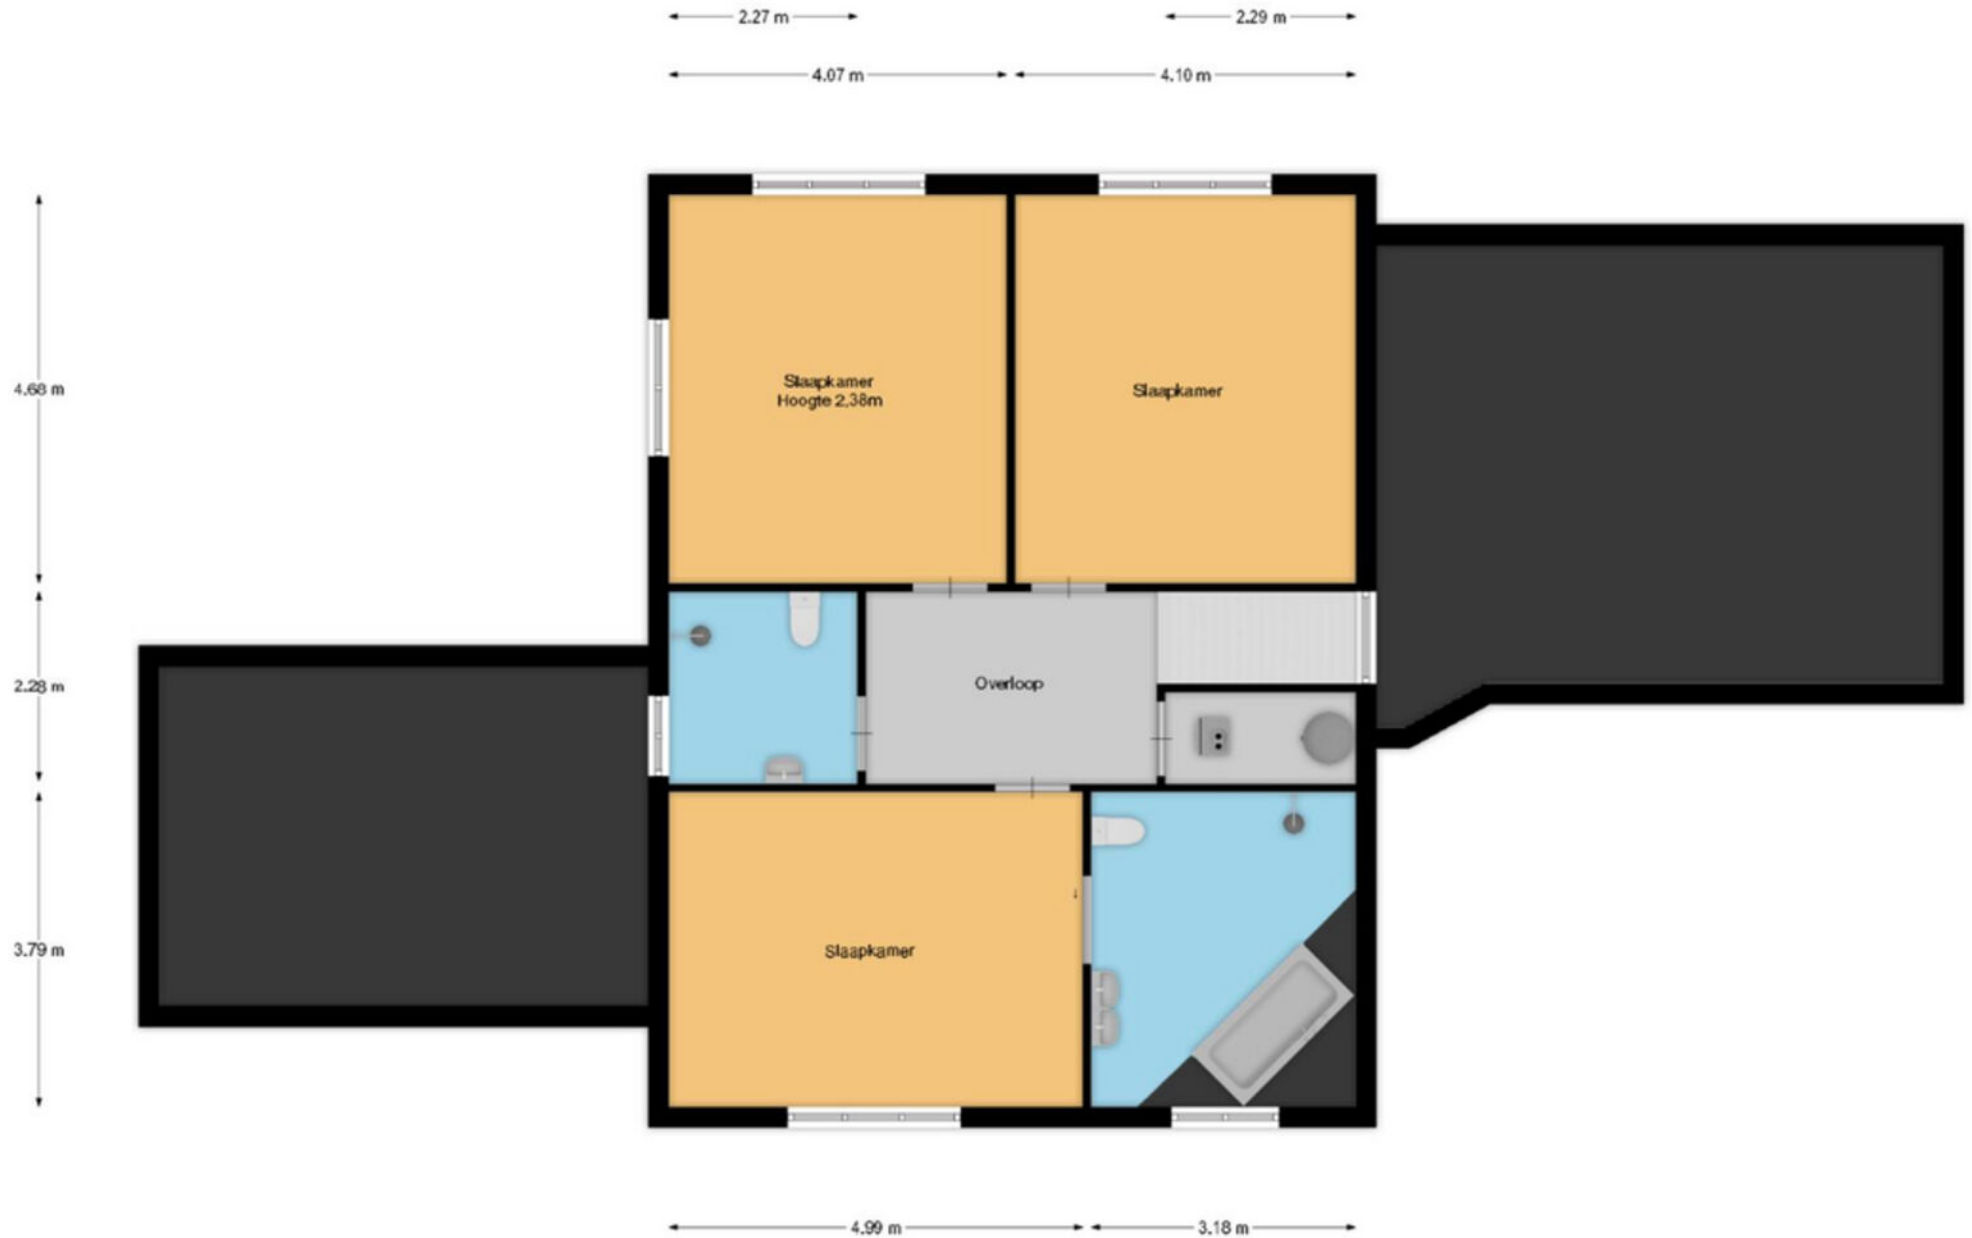 2.27 m
2.29 m
4.07 m
4.10 m
4.68 m
Slaapkamer
Hoogte 2,38m
Slaapkamer
2.28 m
Overloop
3.79 m
Slaapkamer
4.99 m
3.18 m